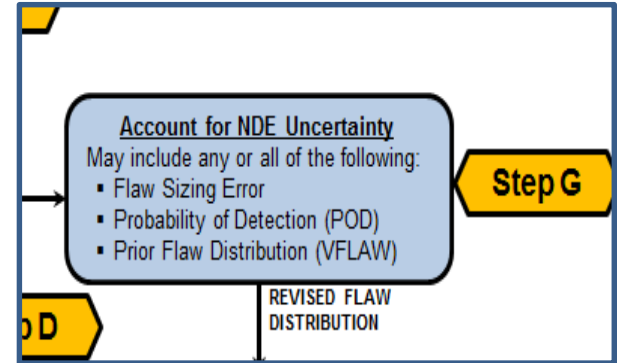 Account for NDE Uncertainty
May include any or all of the following:
▪ Flaw Sizing Error
▪ Probability of Detection (POD)
▪ Prior Flaw Distribution (VFLAW)
Step G
REVISED FLAW
DISTRIBUTION
p D